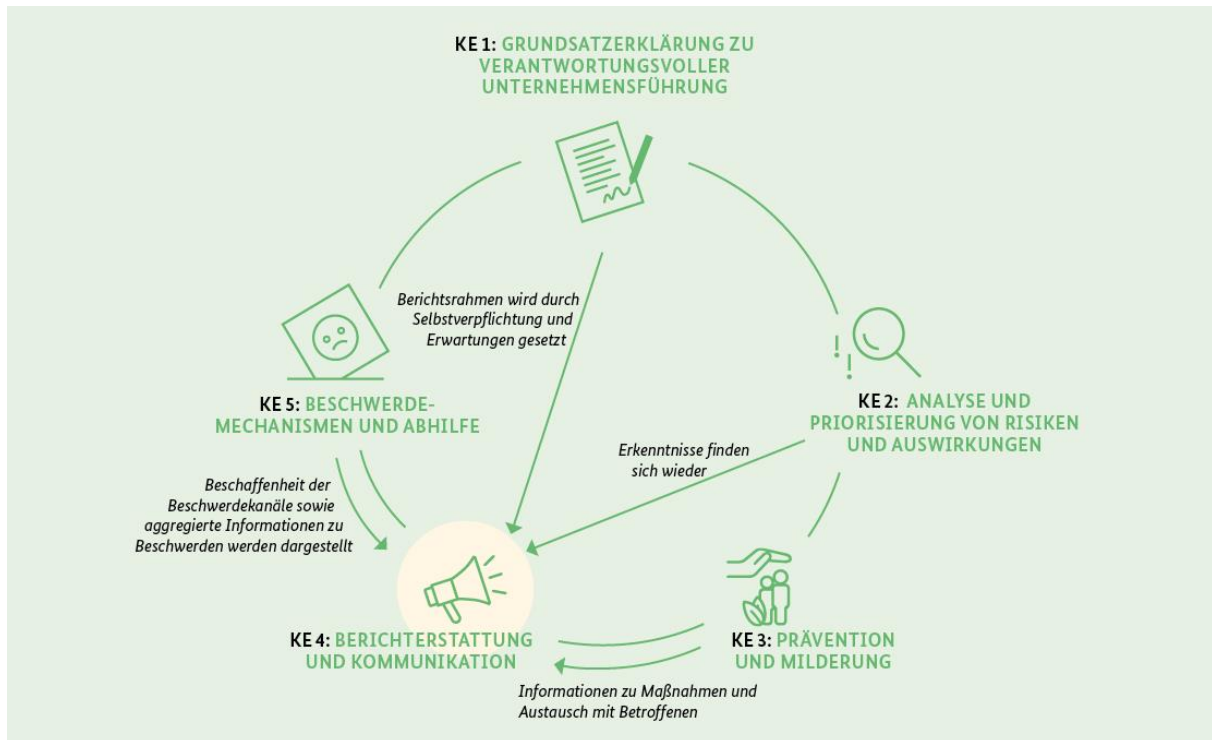 KE 1: GRUNDSATZERKLÄRUNG ZU
VERANTWORTUNGSVOLLER
UNTERNEHMENSFÜHRUNG
Berichtsrahmen wird durch
Selbstverpflichtung und
Erwartungen gesetzt
KE 5: BESCHWERDE-
MECHANISMEN UND ABHILFE
KE 2: ANALYSE UND
PRIORISIERUNG VON RISIKEN
UND AUSWIRKUNGEN
Erkenntnisse finden
sich wieder
Beschaffenheit der
Beschwerdekanäle sowie
aggregierte Informationen zu
Beschwerden werden dargestellt
KE 4: BERICHTERSTATTUNG
UND KOMMUNIKATION
KE 3: PRÄVENTION
UND MILDERUNG
Informationen zu Maßnahmen und
Austausch mit Betroffenen